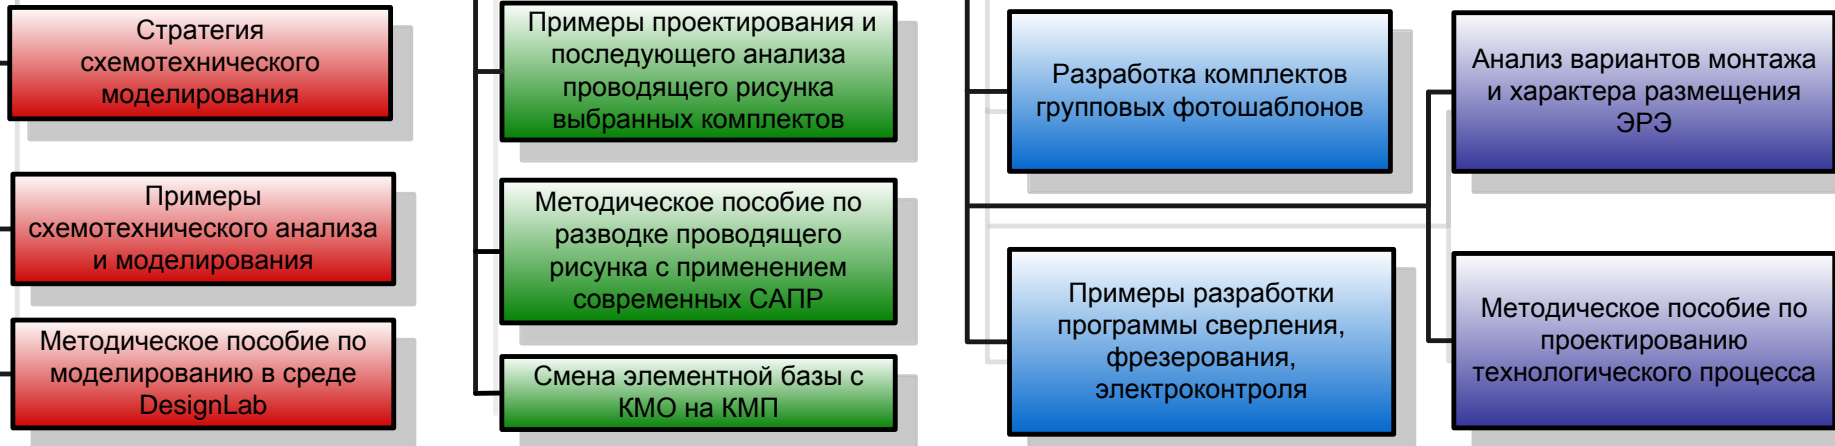 Стратегия
схемотехнического
моделирования
Примеры
схемотехнического анализа
и моделирования
Методическое пособие по
моделированию в среде
DesignLab
Примеры проектирования и
последующего анализа
проводящего рисунка
выбранных комплектов
Методическое пособие по
разводке проводящего
рисунка с применением
современных САПР
Смена элементной базы с
КМО на КМП
Разработка комплектов
групповых фотошаблонов
Примеры разработки
программы сверления,
фрезерования,
электроконтроля
Анализ вариантов монтажа
и характера размещения
ЭРЭ
Методическое пособие по
проектированию
технологического процесса